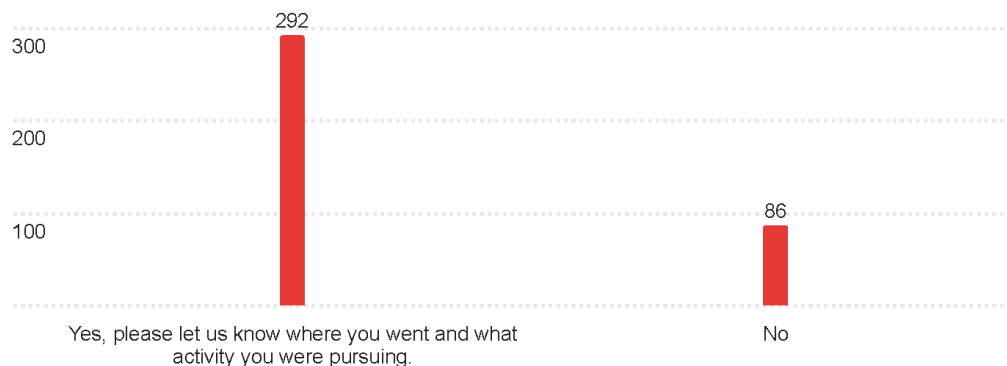 292
300
200
86
100
Yes, please let us know where you went and what
activity you were pursuing.
No